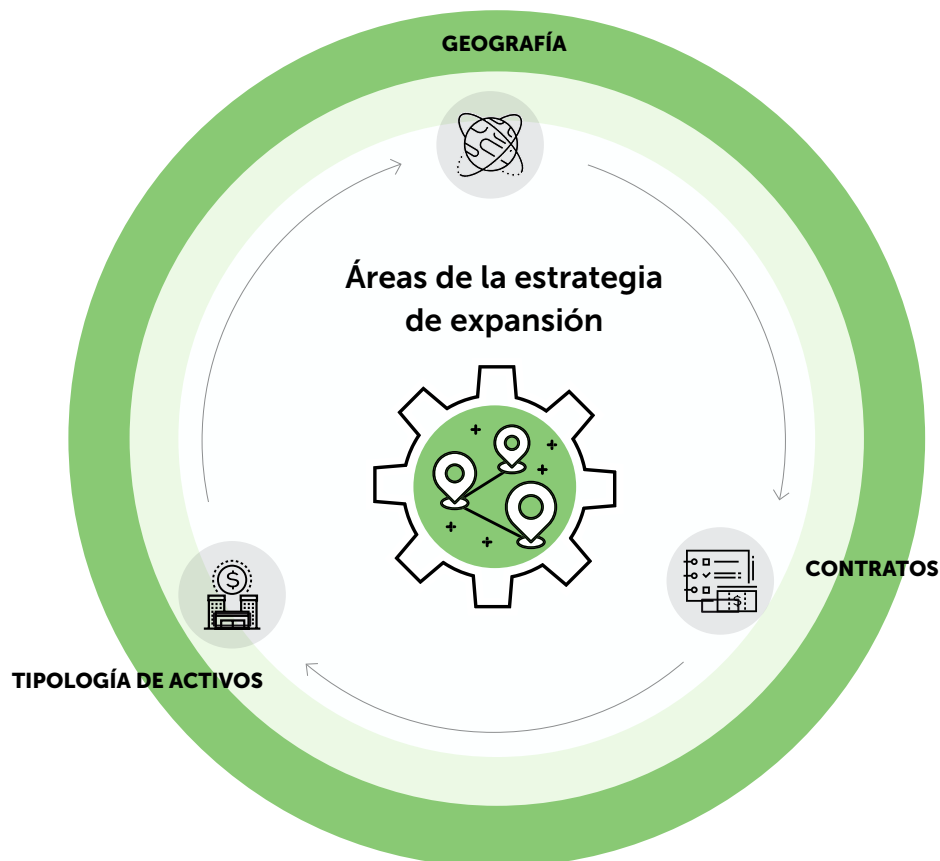 GEOGRAFÍA
Áreas de la estrategia
de expansión
CONTRATOS
TIPOLOGÍA DE ACTIVOS